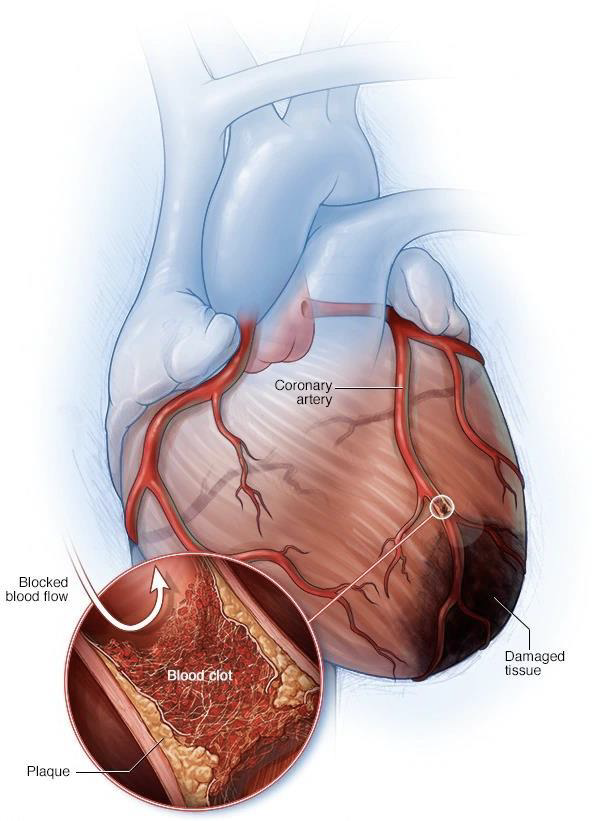 Coronary
artery
Blocked
blood flow
Blood clot
Damaged
tissue
Plaque